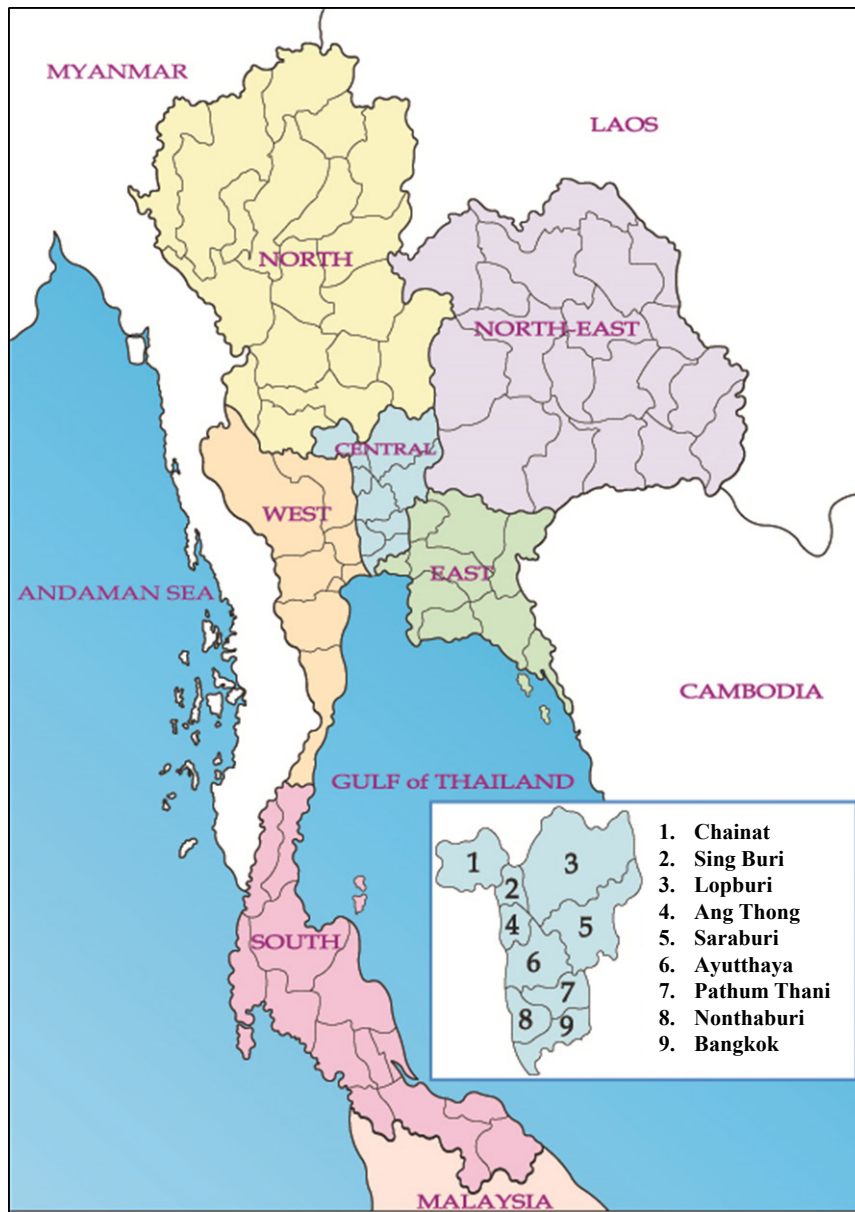 MYANMAR
LAOS
NORTH
NORTH-EAST
CENTRAL
WEST
EAST
ANDAMAN SEA
CAMBODIA
GULF of THAILAND
SOUTH
MALAYSIA
1
2
3
4
5
6
7
8
9
1. Chainat
2. Sing Buri
3. Lopburi
4. Ang Thong
5. Saraburi
6. Ayutthaya
7. Pathum Thani
8. Nonthaburi
9. Bangkok